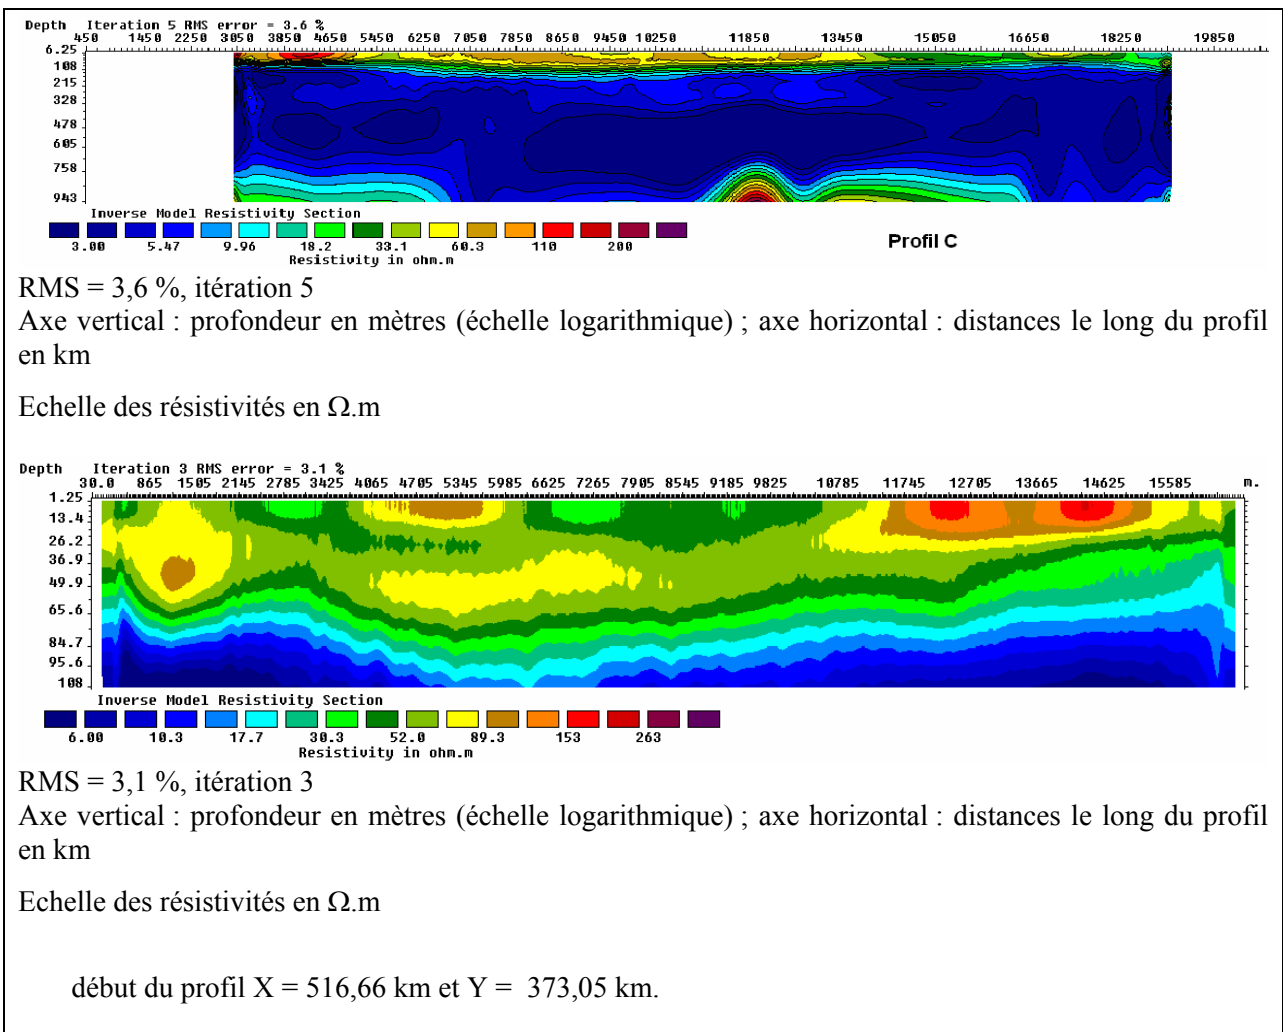 Depth Iteration 5 RMS error = 3.6 %
450 1450 2250 3050 3850 4650 5450 6250 7050 7850 8650 9450 10250 11850 13450 15050 16650 18250 19850
6.25
108
215
328
478
605
758
943
Inverse Model Resistivity Section
3.00 5.47 9.96 18.2 33.1 60.3 110 200
Resistivity in ohm.m
Profil C
RMS = 3,6 %, itération 5
Axe vertical : profondeur en mètres (échelle logarithmique) ; axe horizontal : distances le long du profil
en km
Echelle des résistivités en Ω.m
Depth Iteration 3 RMS error = 3.1 %
30.0 865 1505 2145 2785 3425 4065 4705 5345 5985 6625 7265 7905 8545 9185 9825 10785 11745 12705 13665 14625 15585 m.
1.25
13.4
26.2
36.9
49.9
65.6
84.7
95.6
108
Inverse Model Resistivity Section
6.00 10.3 17.7 30.3 52.0 89.3 153 263
Resistivity in ohm.m
RMS = 3,1 %, itération 3
Axe vertical : profondeur en mètres (échelle logarithmique) ; axe horizontal : distances le long du profil
en km
Echelle des résistivités en Ω.m
début du profil X = 516,66 km et Y = 373,05 km.